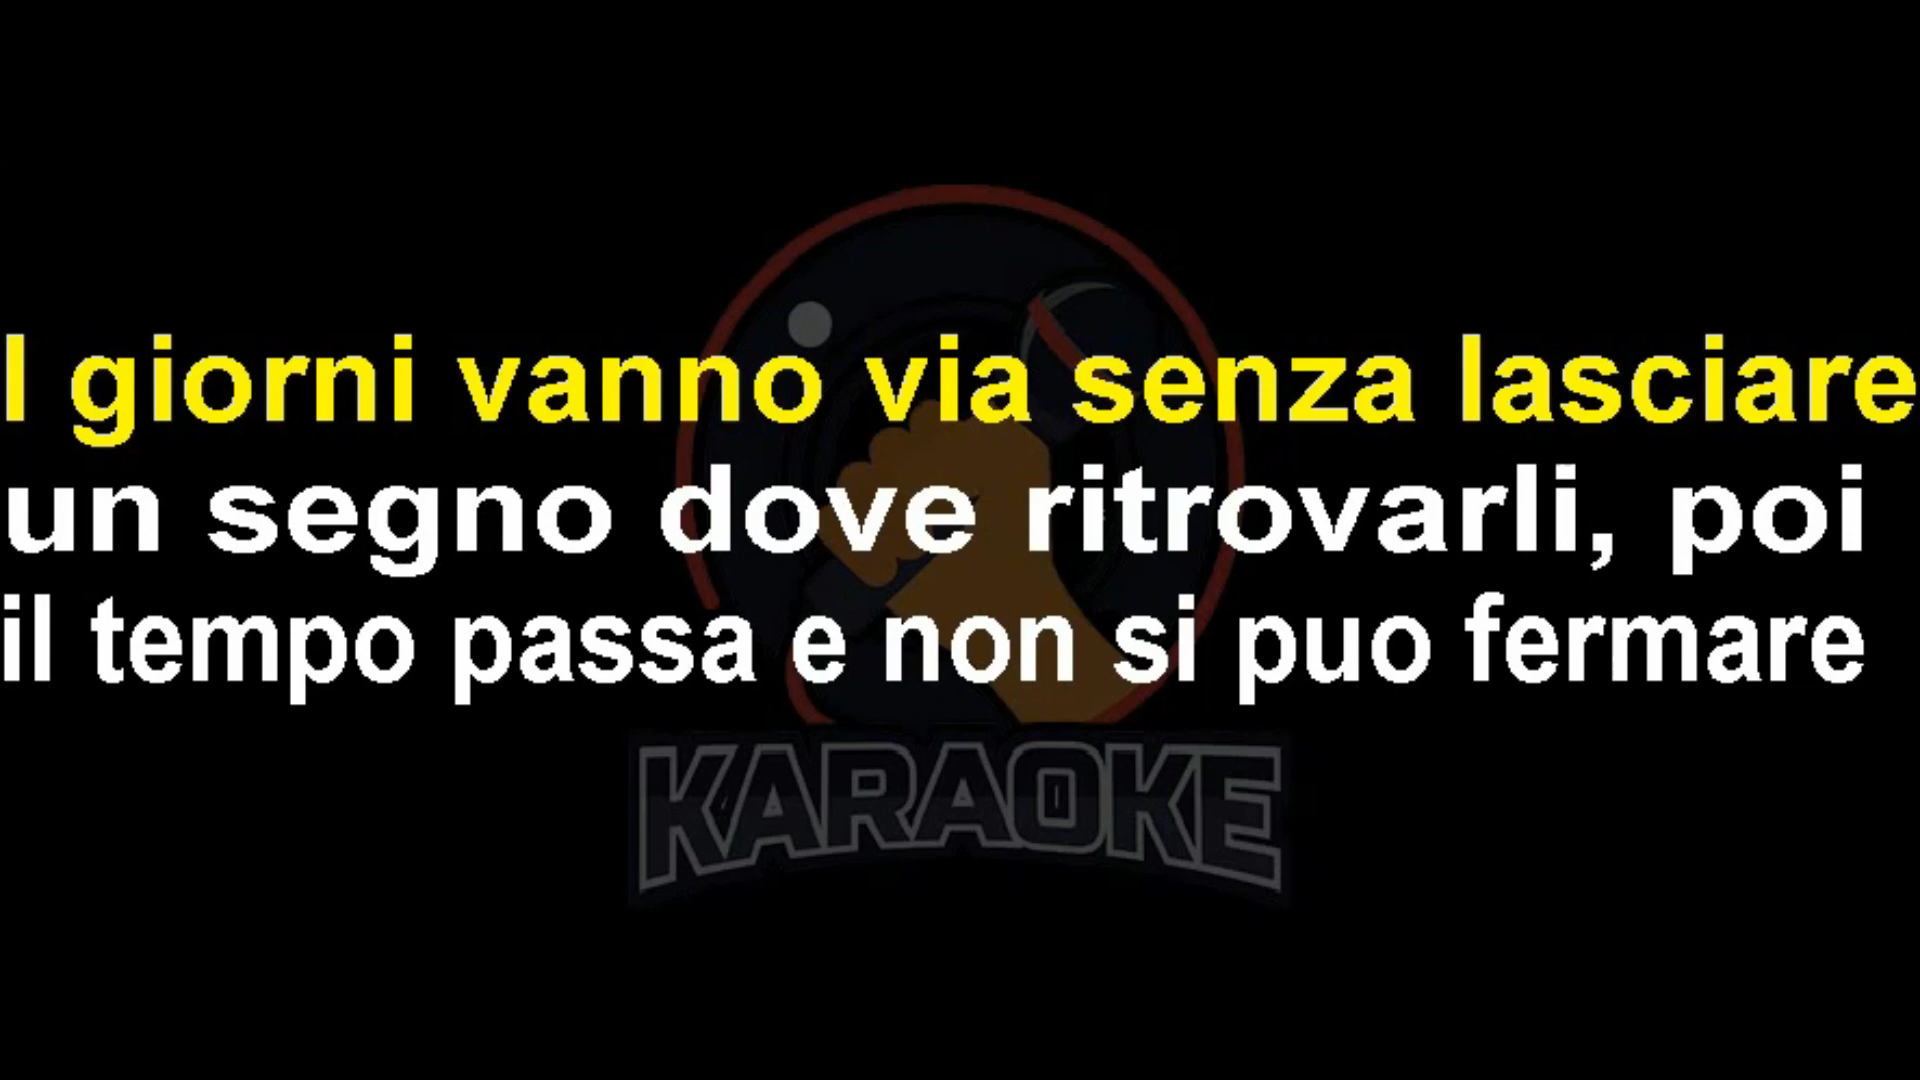 I giorni vanno via senza lasciare
un segno dove ritrovarli, poi
il tempo passa e non si puo fermare
KARAOKE